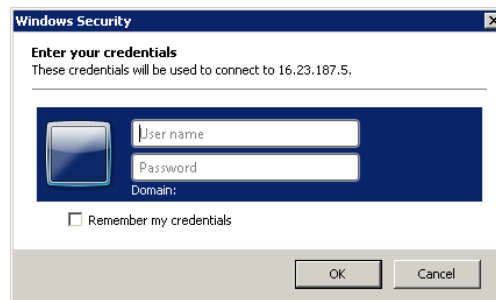 Windows Security
Enter your credentials
These credentials will be used to connect to 16.23.187.5.
User name
Password
Domain:
Remember my credentials
OK
Cancel